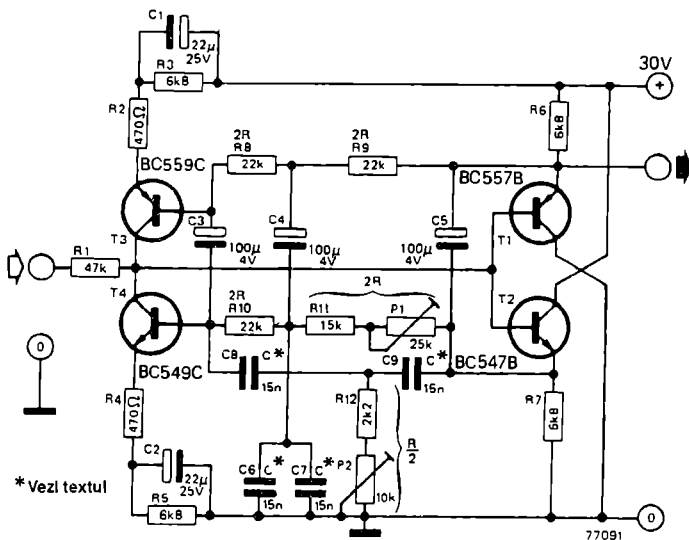 C1
22µ
25V
R3
6k8
30V
+
R2
470Ω
R6
6k8
BC559C
2R
R8
22k
2R
R9
22k
BC557B
T3
C3
100µ
4V
C4
100µ
4V
C5
100µ
4V
T1
R1
47k
T4
2R
R10
22k
2R
R11
15k
P1
25k
T2
BC549C
C8
C*
15n
C9
C*
15n
BC547B
0
R4
470Ω
R12
2k2
R/2
R7
6k8
C2
22µ
25V
C6
C*
15n
C7
C*
15n
P2
10k
*Vezi textul
R5
6k8
0
77091